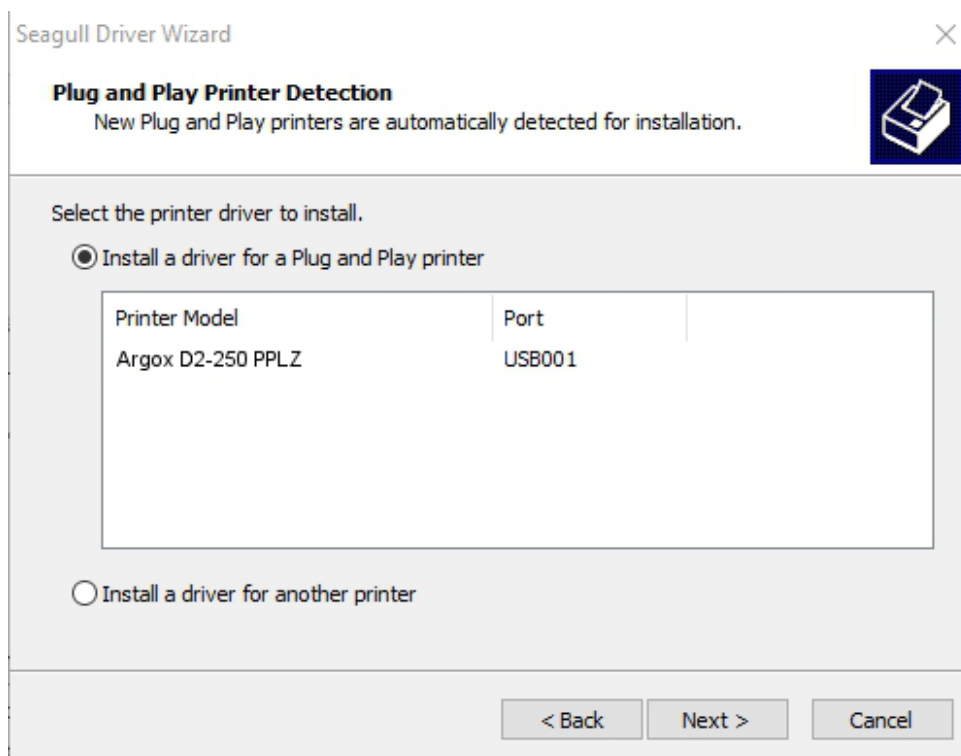 Seagull Driver Wizard
Plug and Play Printer Detection
New Plug and Play printers are automatically detected for installation.
Select the printer driver to install.
Install a driver for a Plug and Play printer
Printer Model Port
Argox D2-250 PPLZ USB001
Install a driver for another printer
< Back Next > Cancel